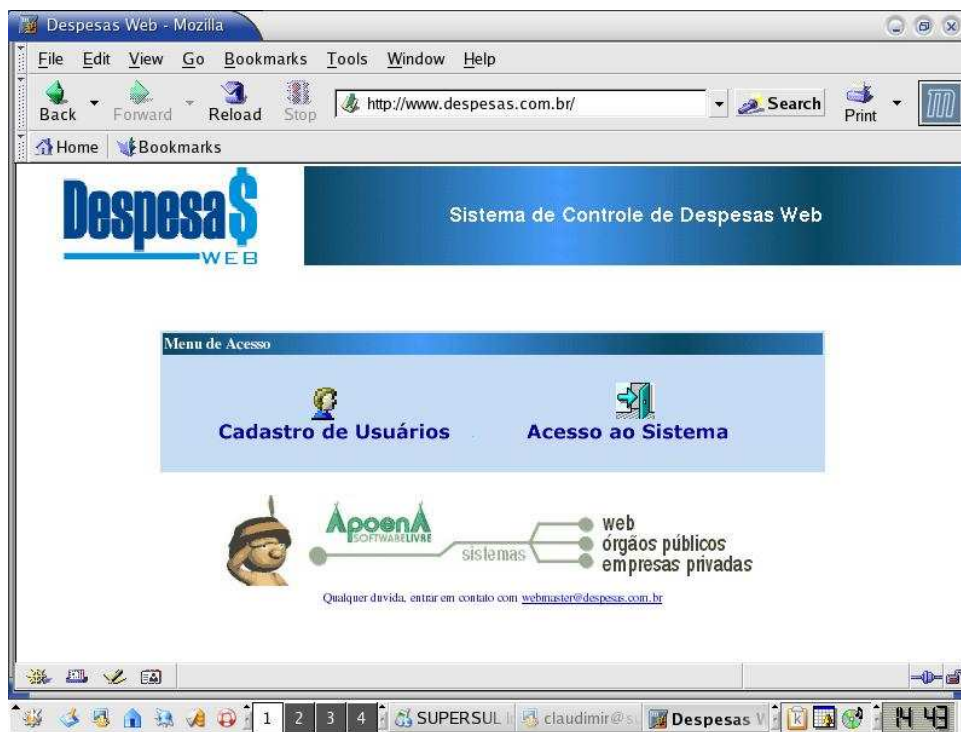 Despesas Web - Mozilla
File Edit View Go Bookmarks Tools Window Help
Back Forward Reload Stop http://www.despesas.com.br/ Search Print
Home Bookmarks
Despesa$
WEB
Sistema de Controle de Despesas Web
Menu de Acesso
Cadastro de Usuários Acesso ao Sistema
ApoenA
SOFTWARELIVRE
sistemas
web
órgãos públicos
empresas privadas
Qualquer duvida, entrar em contato com webmaster@despesas.com.br
1 2 3 4 SUPERSUL claudimir@s Despesas 14 43